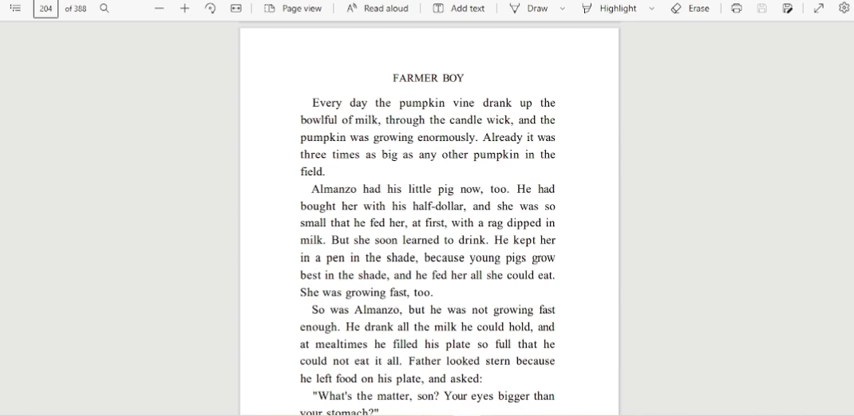 204 of 388 Page view Read aloud Add text Draw Highlight Erase
FARMER BOY
Every day the pumpkin vine drank up the
bowlful of milk, through the candle wick, and the
pumpkin was growing enormously. Already it was
three times as big as any other pumpkin in the
field.
Almanzo had his little pig now, too. He had
bought her with his half-dollar, and she was so
small that he fed her, at first, with a rag dipped in
milk. But she soon learned to drink. He kept her
in a pen in the shade, because young pigs grow
best in the shade, and he fed her all she could eat.
She was growing fast, too.
So was Almanzo, but he was not growing fast
enough. He drank all the milk he could hold, and
at mealtimes he filled his plate so full that he
could not eat it all. Father looked stern because
he left food on his plate, and asked:
"What's the matter, son? Your eyes bigger than
your stomach?"